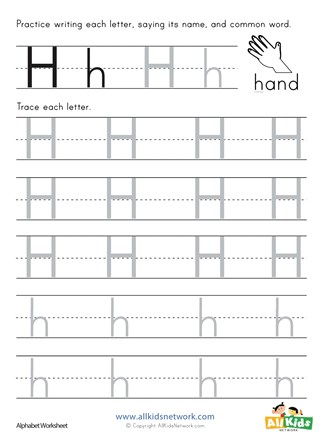 Practice writing each letter, saying its name, and common word.
H h H h
hand
Trace each letter.
H H H H
H H H H
H H H H
h h h h
h h h h
www.allkidsnetwork.com
Alphabet Worksheet
© Copyright AllKidsNetwork.com
All Kids
NETWORK